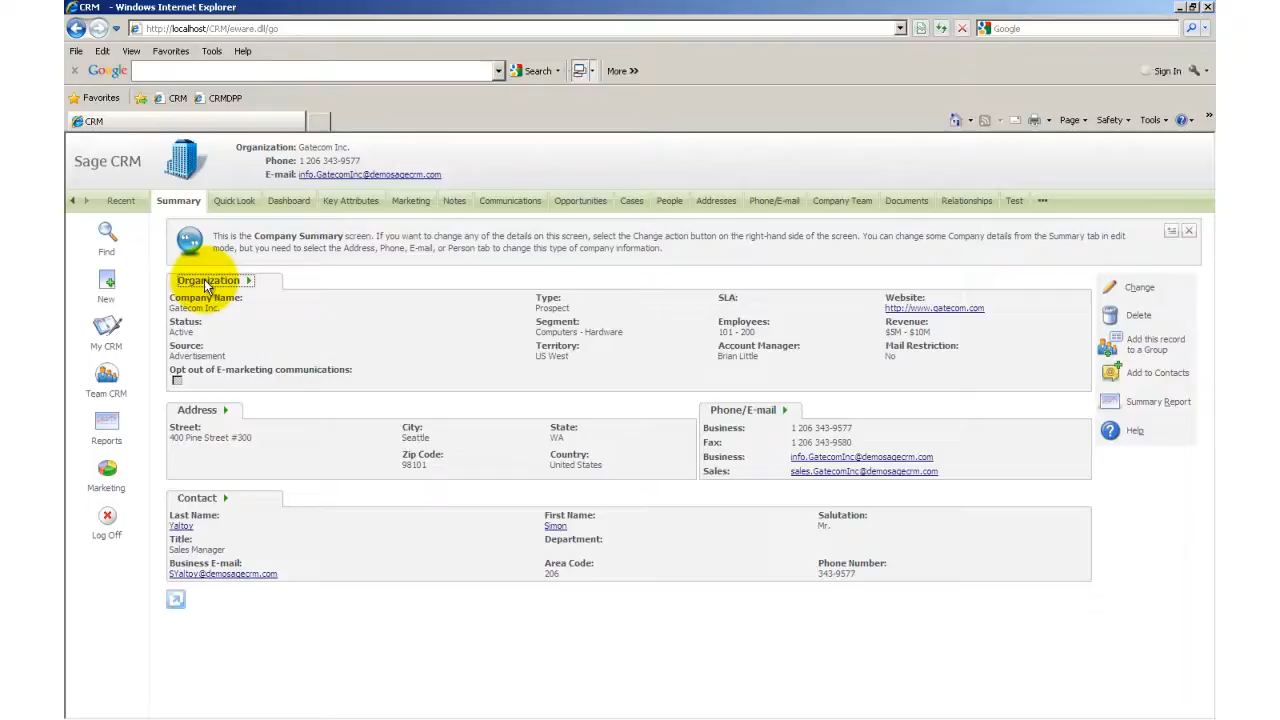 CRM - Windows Internet Explorer
http://localhost/CRM/eware.dll/go
Google
File Edit View Favorites Tools Help
x Google Search More >> Sign In
Favorites CRM CRMDPP
CRM Page Safety Tools
Sage CRM
Organization: Gatecom Inc.
Phone: 1 206 343-9577
E-mail: info.GatecomInc@demosagecrm.com
Recent Summary Quick Look Dashboard Key Attributes Marketing Notes Communications Opportunities Cases People Addresses Phone/E-mail Company Team Documents Relationships Test
This is the Company Summary screen. If you want to change any of the details on this screen, select the Change action button on the right-hand side of the screen. You can change some Company details from the Summary tab in edit
mode, but you need to select the Address, Phone, E-mail, or Person tab to change this type of company information.
Find
New
My CRM
Team CRM
Reports
Marketing
Log Off
Organization
Company Name: Type: SLA: Website:
Gatecom Inc. Prospect http://www.gatecom.com
Status: Segment: Employees: Revenue:
Active Computers - Hardware 101 - 200 $5M - $10M
Source: Territory: Account Manager: Mail Restriction:
Advertisement US West Brian Little No
Opt out of E-marketing communications:
Address
Street: City: State:
400 Pine Street #300 Seattle WA
Zip Code: Country:
98101 United States
Phone/E-mail
Business: 1 206 343-9577
Fax: 1 206 343-9580
Business: info.GatecomInc@demosagecrm.com
Sales: sales.GatecomInc@demosagecrm.com
Contact
Last Name: First Name: Salutation:
Yaltoy Simon Mr.
Title: Department:
Sales Manager
Business E-mail: Area Code: Phone Number:
SYaltoy@demosagecrm.com 206 343-9577
Change
Delete
Add this record
to a Group
Add to Contacts
Summary Report
Help